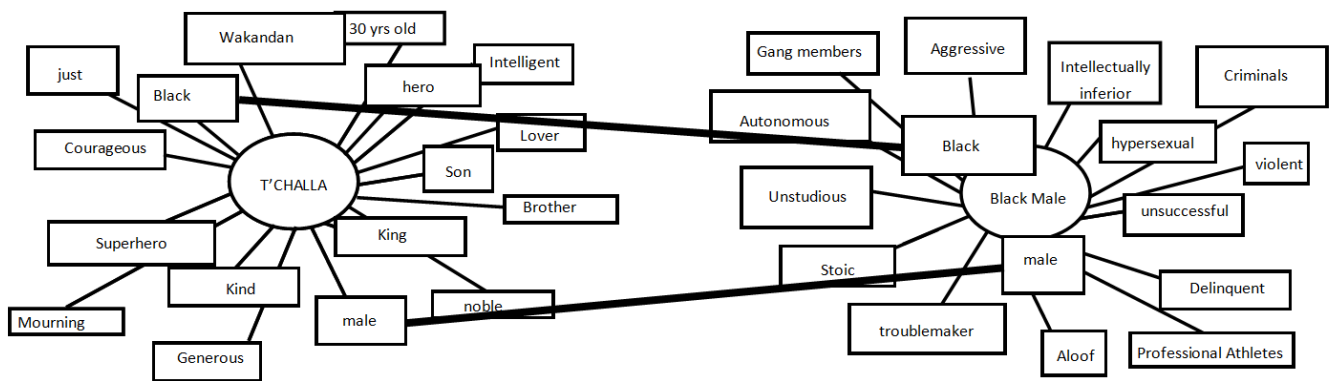 Wakandan
30 yrs old
just
Black
hero
Intelligent
Courageous
Lover
T'CHALLA
Son
Brother
Superhero
King
Kind
Mourning
male
noble
Generous
Gang members
Aggressive
Intellectually
inferior
Criminals
Autonomous
Black
hypersexual
violent
Unstudious
Black Male
unsuccessful
Stoic
male
Delinquent
troublemaker
Aloof
Professional Athletes